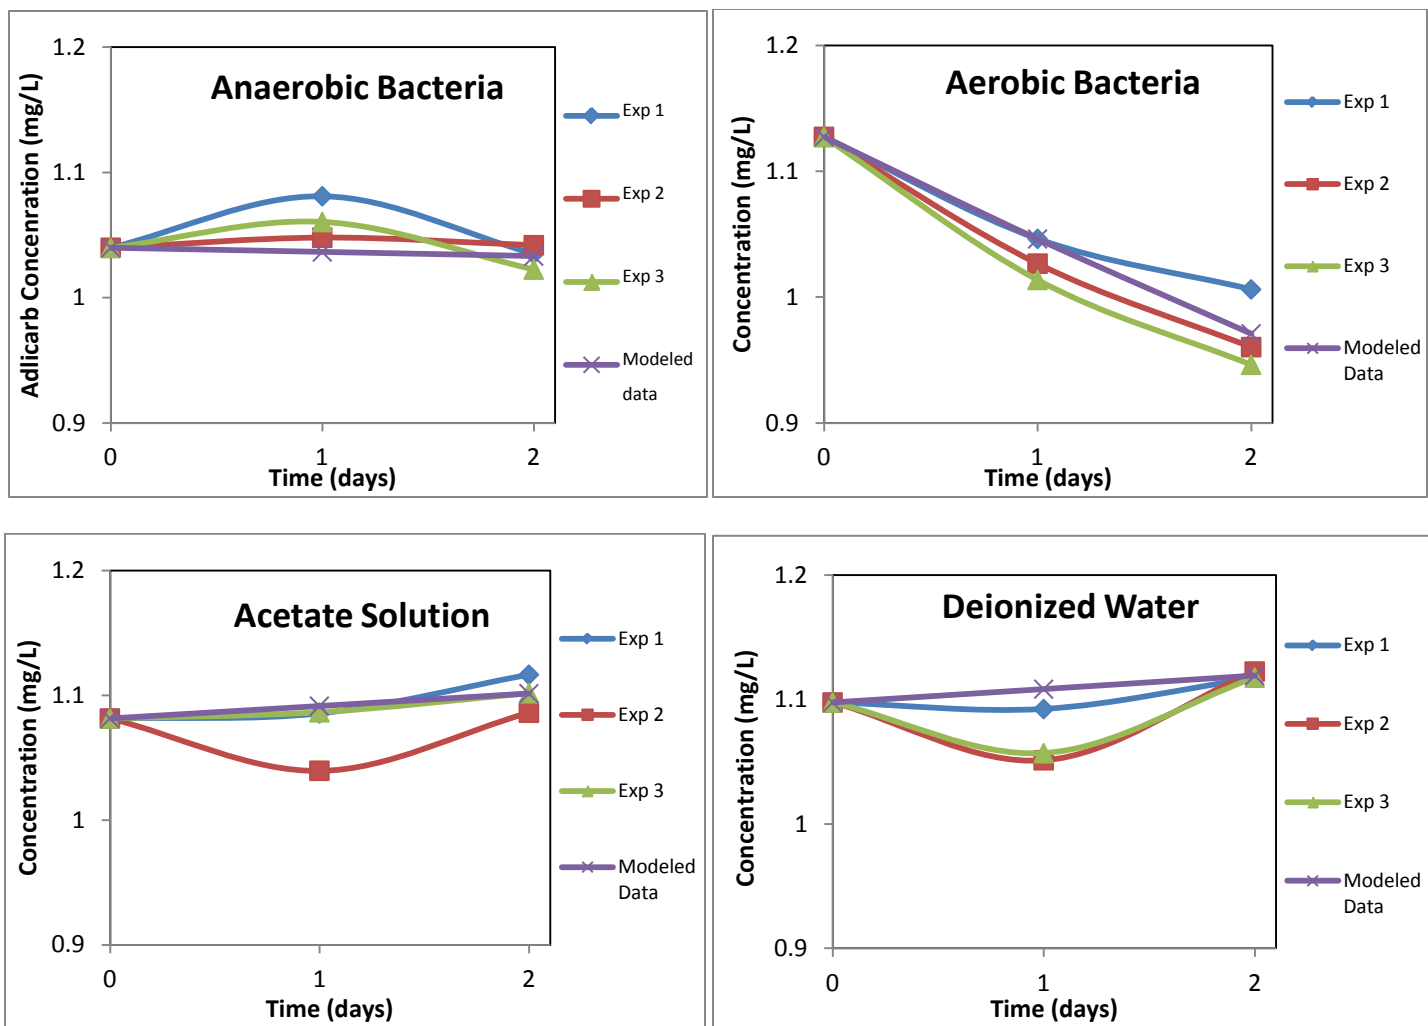 Anaerobic Bacteria
Adlicarb Concenration (mg/L)
1.2
1.1
1
0.9
0
1
2
Time (days)
Exp 1
Exp 2
Exp 3
Modeled
data
Aerobic Bacteria
Concentration (mg/L)
1.2
1.1
1
0.9
0
1
2
Time (days)
Exp 1
Exp 2
Exp 3
Modeled
Data
Acetate Solution
Concentration (mg/L)
1.2
1.1
1
0.9
0
1
2
Time (days)
Exp 1
Exp 2
Exp 3
Modeled
Data
Deionized Water
Concentration (mg/L)
1.2
1.1
1
0.9
0
1
2
Time (days)
Exp 1
Exp 2
Exp 3
Modeled
Data